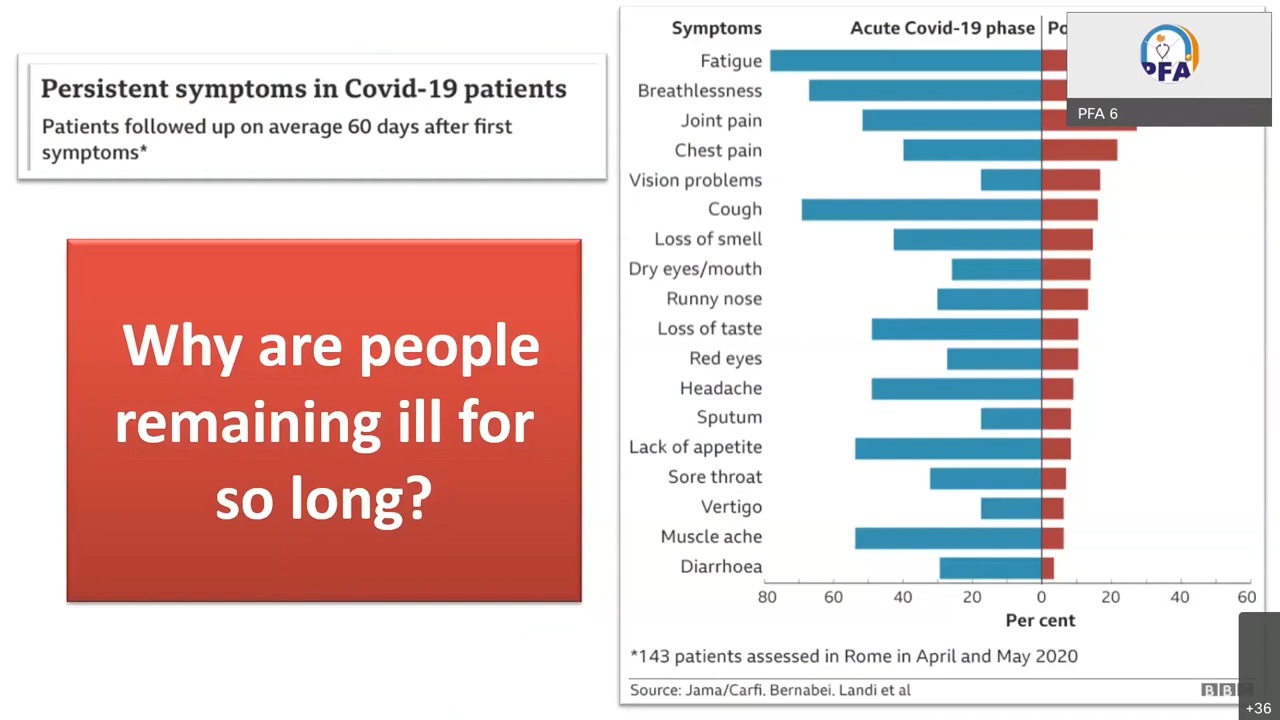 Persistent symptoms in Covid-19 patients
Patients followed up on average 60 days after first
symptoms*
Why are people
remaining ill for
so long?
Symptoms Acute Covid-19 phase
Fatigue
Breathlessness
Joint pain
Chest pain
Vision problems
Cough
Loss of smell
Dry eyes/mouth
Runny nose
Loss of taste
Red eyes
Headache
Sputum
Lack of appetite
Sore throat
Vertigo
Muscle ache
Diarrhoea
80 60 40 20 0 20 40 60
Per cent
*143 patients assessed in Rome in April and May 2020
Source: Jama/Carfi, Bernabei, Landi et al
PFA
PFA 6
+36